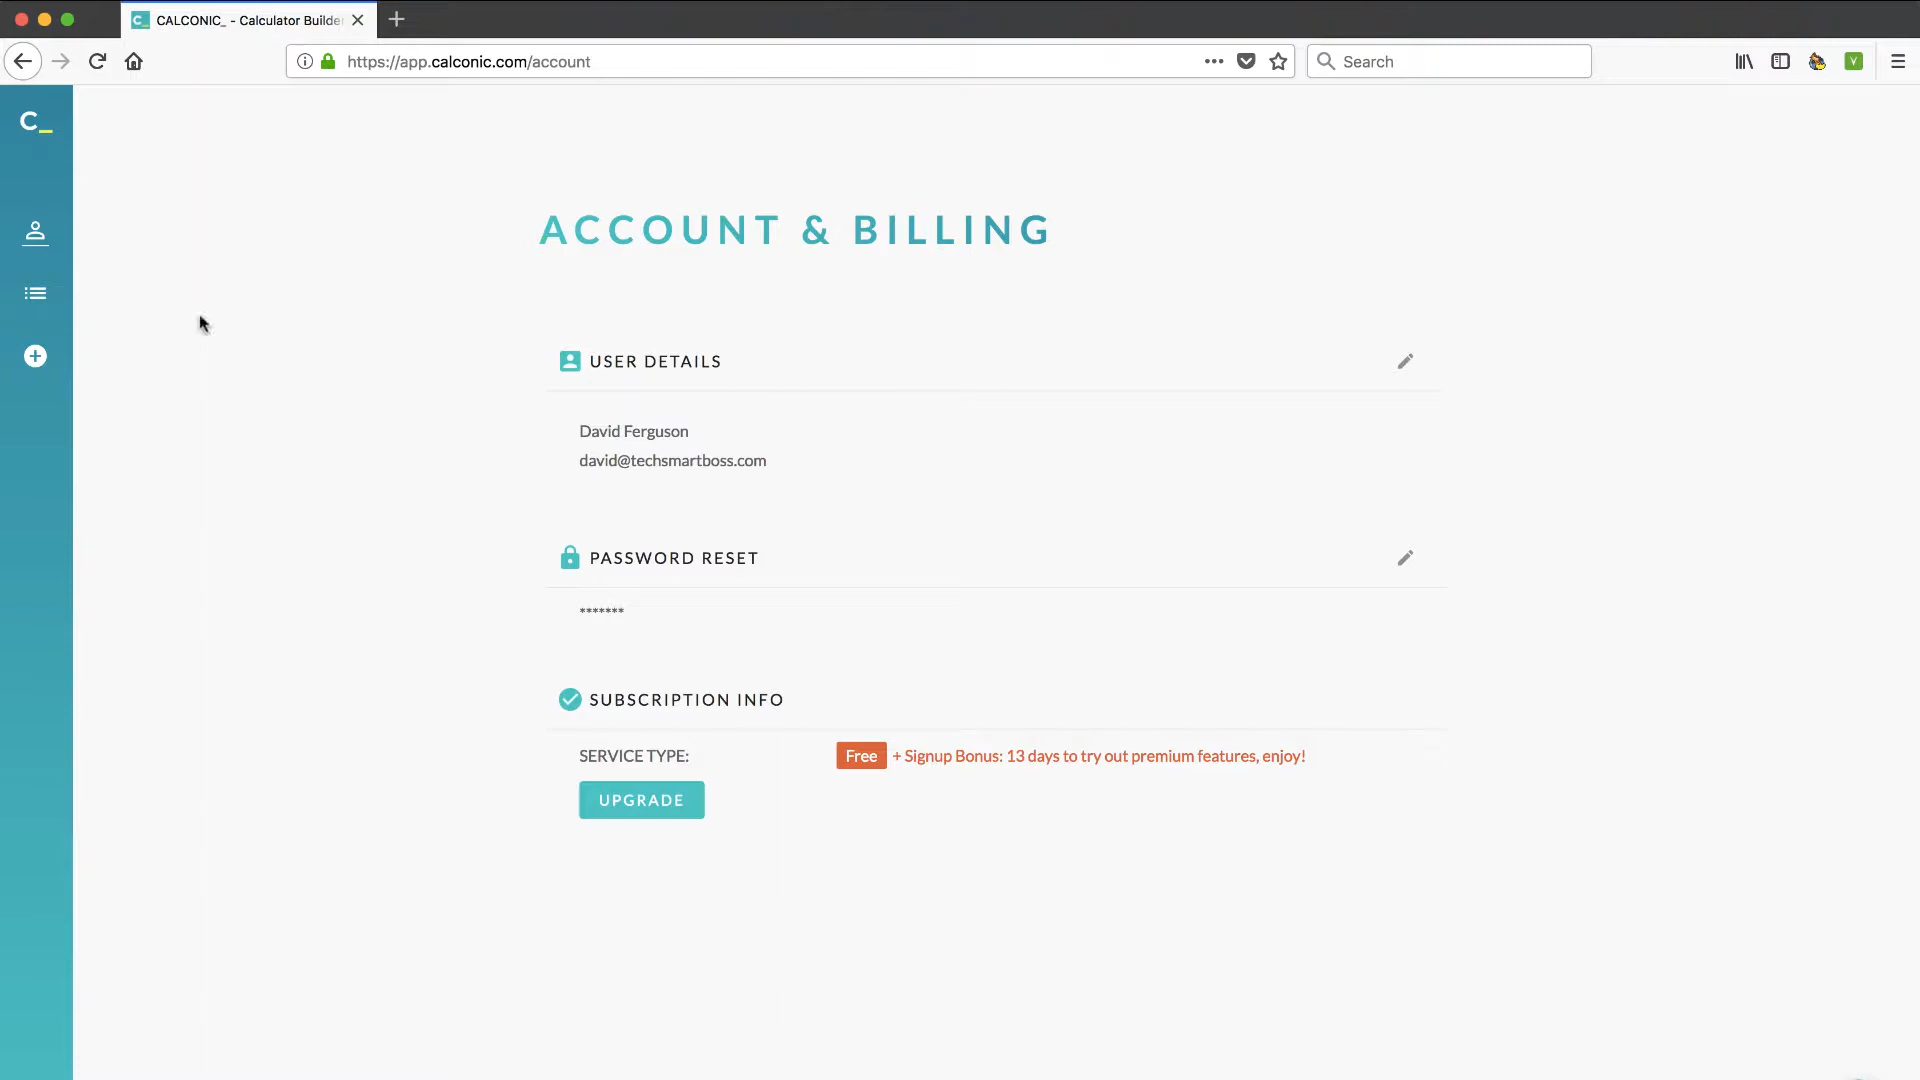 CALCONIC_ - Calculator Builde
https://app.calconic.com/account
Search
C_
ACCOUNT & BILLING
USER DETAILS
David Ferguson
david@techsmartboss.com
PASSWORD RESET
*******
SUBSCRIPTION INFO
SERVICE TYPE: Free + Signup Bonus: 13 days to try out premium features, enjoy!
UPGRADE